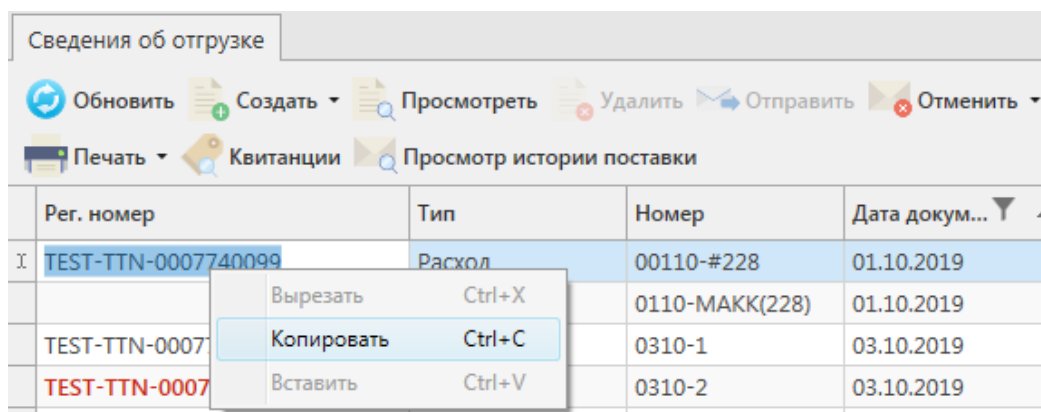 Сведения об отгрузке
Обновить Создать Просмотреть Удалить Отправить Отменить
Печать Квитанции Просмотр истории поставки
Рег. номер Тип Номер Дата докум...
TEST-TTN-0007740099 Расход 00110-#228 01.10.2019
Вырезать Ctrl+X 0110-МАКК(228) 01.10.2019
TEST-TTN-0007 Копировать Ctrl+C 0310-1 03.10.2019
TEST-TTN-0007 Вставить Ctrl+V 0310-2 03.10.2019